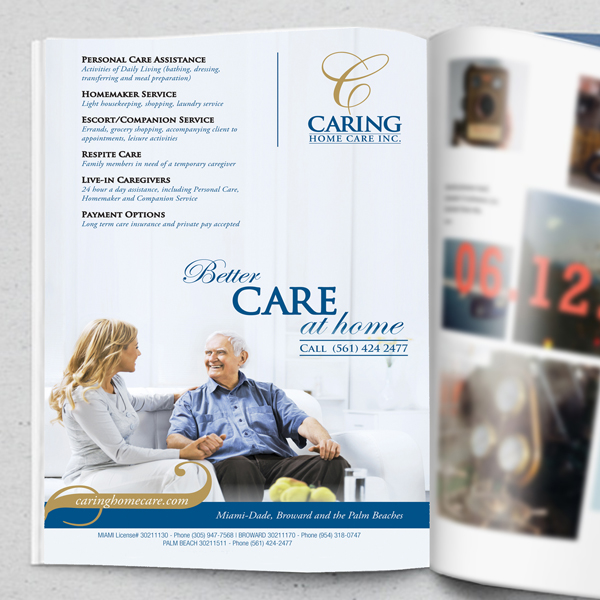 Personal Care Assistance
Activities of Daily Living (bathing, dressing,
transferring and meal preparation)
Homemaker Service
Light housekeeping, shopping, laundry service
Escort/Companion Service
Errands, grocery shopping, accompanying client to
appointments, leisure activities
Respite Care
Family members in need of a temporary caregiver
Live-in Caregivers
24 hour a day assistance, including Personal Care,
Homemaker and Companion Service
Payment Options
Long term care insurance and private pay accepted
C
CARING
HOME CARE INC.
Better
CARE
at home
Call (561) 424 2477
caringhomecare.com
Miami-Dade, Broward and the Palm Beaches
MIAMI License# 30211130 - Phone (305) 947-7568 | BROWARD 30211170 - Phone (954) 318-0747
PALM BEACH 30211511 - Phone (561) 424-2477
06.12.